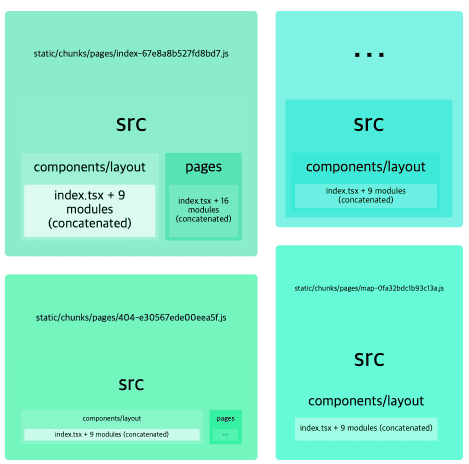 static/chunks/pages/index-67e8a8b527fd8bd7.js
src
components/layout
index.tsx + 9
modules
(concatenated)
pages
index.tsx + 16
modules
(concatenated)
...
src
components/layout
index.tsx + 9 modules
(concatenated)
static/chunks/pages/404-e30567ede00eea5f.js
src
components/layout
index.tsx + 9 modules (concatenated)
pages
...
static/chunks/pages/map-0fa32bdc1b93c13a.js
src
components/layout
index.tsx + 9 modules (concatenated)